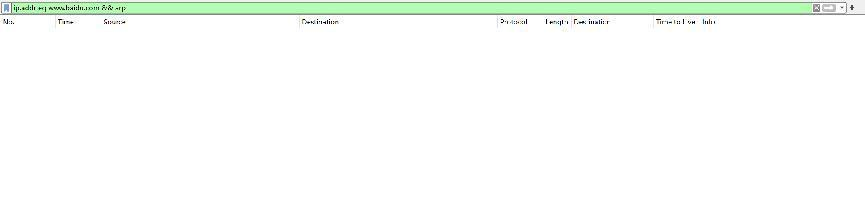 ip.addr eq www.baidu.com && arp
No. Time Source Destination Protocol Length Destination Time to Live Info